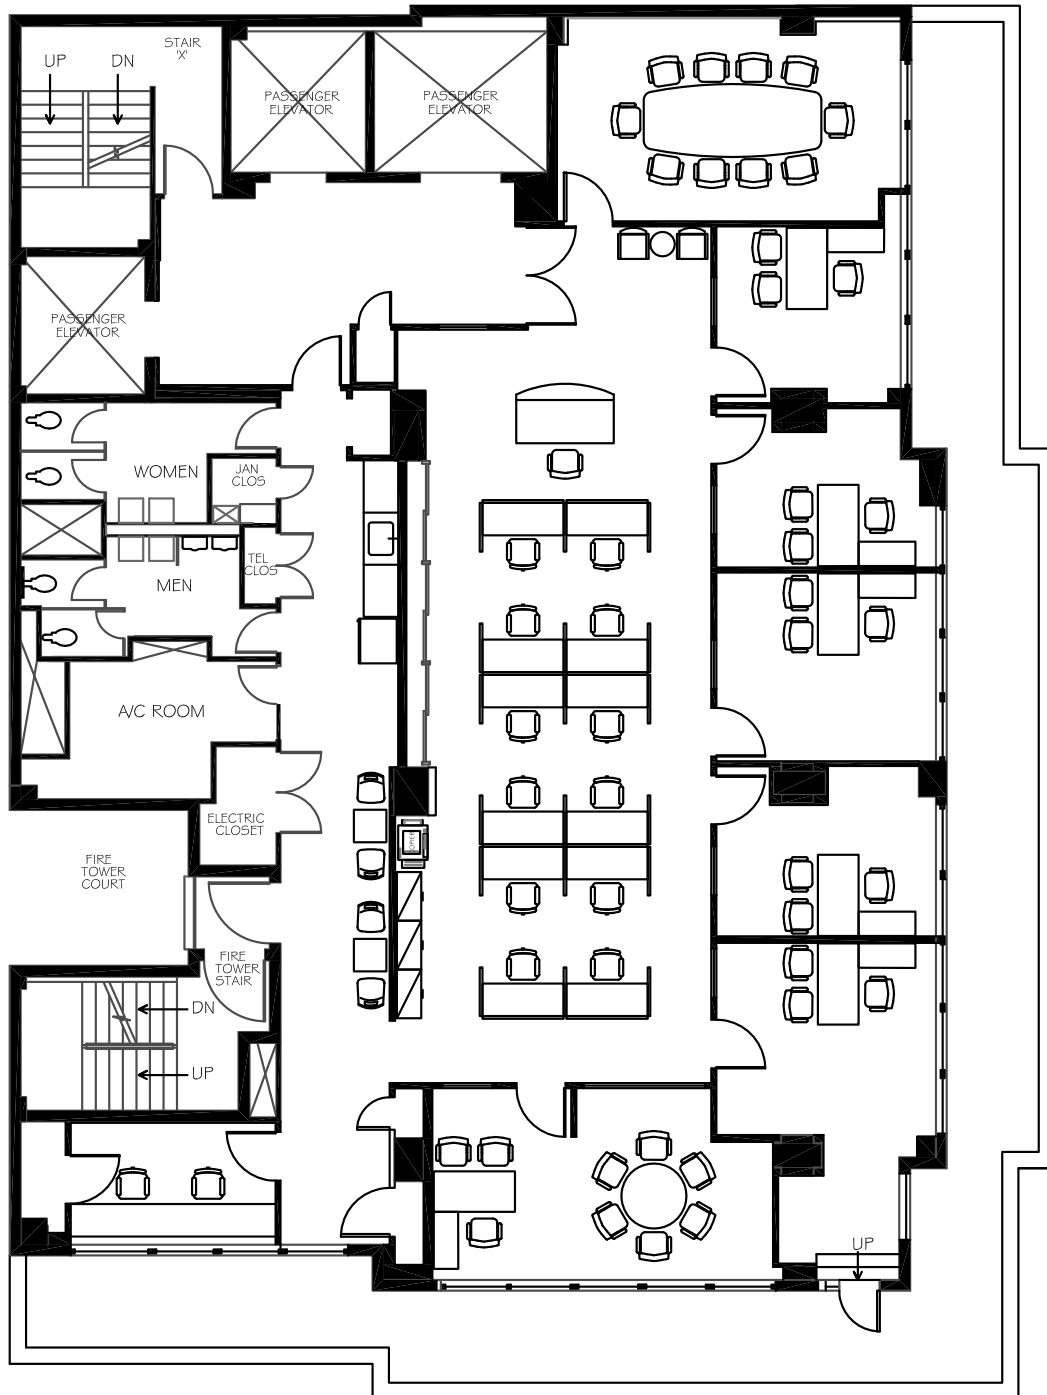 STAIR
'X'
UP
DN
PASSENGER
ELEVATOR
PASSENGER
ELEVATOR
PASSENGER
ELEVATOR
WOMEN
JAN
CLOS
TEL
CLOS
MEN
A/C ROOM
ELECTRIC
CLOSET
COPIER
FIRE
TOWER
COURT
FIRE
TOWER
STAIR
DN
UP
UP